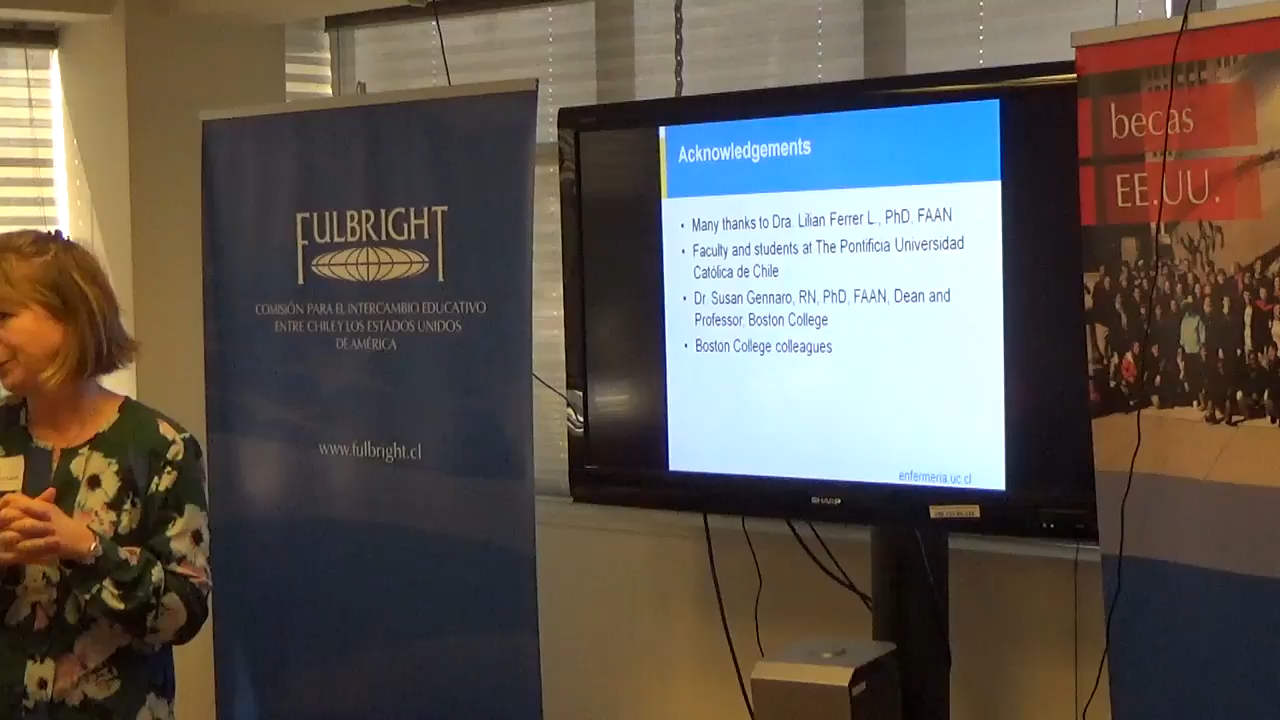 FULBRIGHT
COMISIÓN PARA EL INTERCAMBIO EDUCATIVO
ENTRE CHILE Y LOS ESTADOS UNIDOS
DE AMÉRICA
www.fulbright.cl
Acknowledgements
• Many thanks to Dra. Lilian Ferrer L., PhD, FAAN
• Faculty and students at The Pontificia Universidad
Católica de Chile
• Dr. Susan Gennaro, RN, PhD, FAAN, Dean and
Professor, Boston College
• Boston College colleagues
enfermeria.uc.cl
SHARP
becas
EE.UU.